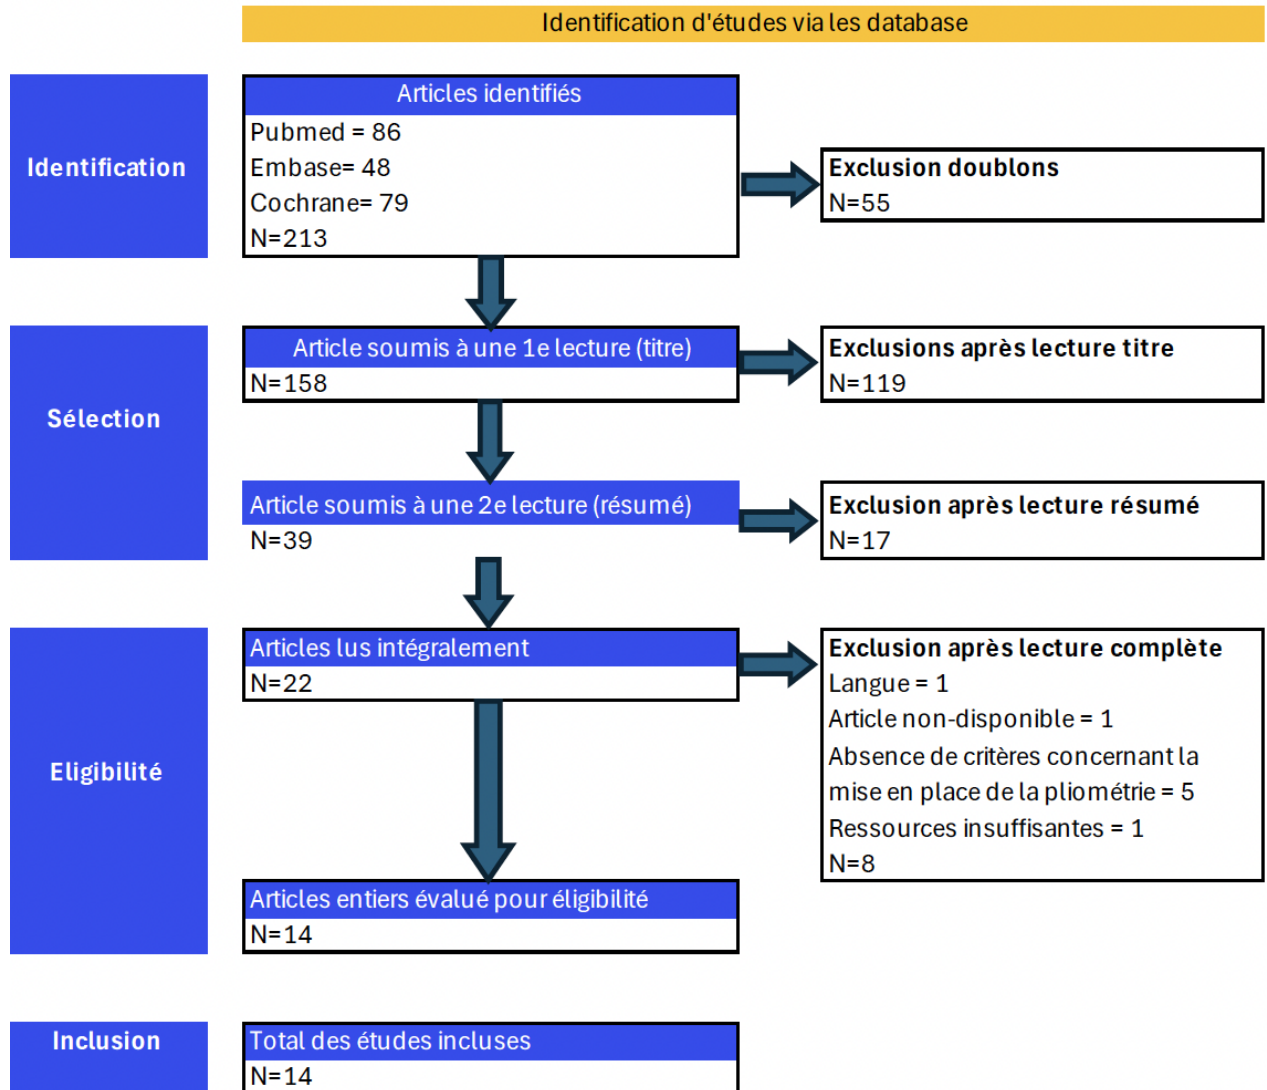 Identification d'études via les database
Identification
Articles identifiés
Pubmed = 86
Embase= 48
Cochrane= 79
N=213
Exclusion doublons
N=55
Sélection
Article soumis à une 1e lecture (titre)
N=158
Exclusions après lecture titre
N=119
Article soumis à une 2e lecture (résumé)
N=39
Exclusion après lecture résumé
N=17
Eligibilité
Articles lus intégralement
N=22
Exclusion après lecture complète
Langue = 1
Article non-disponible = 1
Absence de critères concernant la
mise en place de la pliométrie = 5
Ressources insuffisantes = 1
N=8
Articles entiers évalué pour éligibilité
N=14
Inclusion
Total des études incluses
N=14